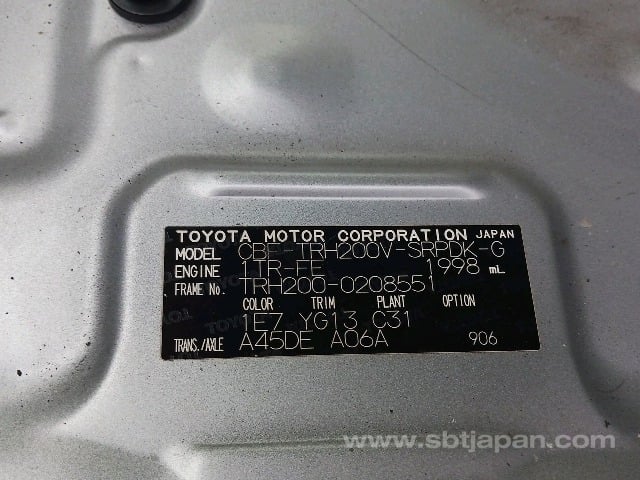 TOYOTA MOTOR CORPORATION JAPAN
MODEL CBF-TRH200V-SRPDK-G
ENGINE 1TR-FE 1998 mL
FRAME No. TRH200-0208551
COLOR TRIM PLANT OPTION
1E7 YG13 C31
TRANS./AXLE A45DE A06A 906
www.sbtjapan.com